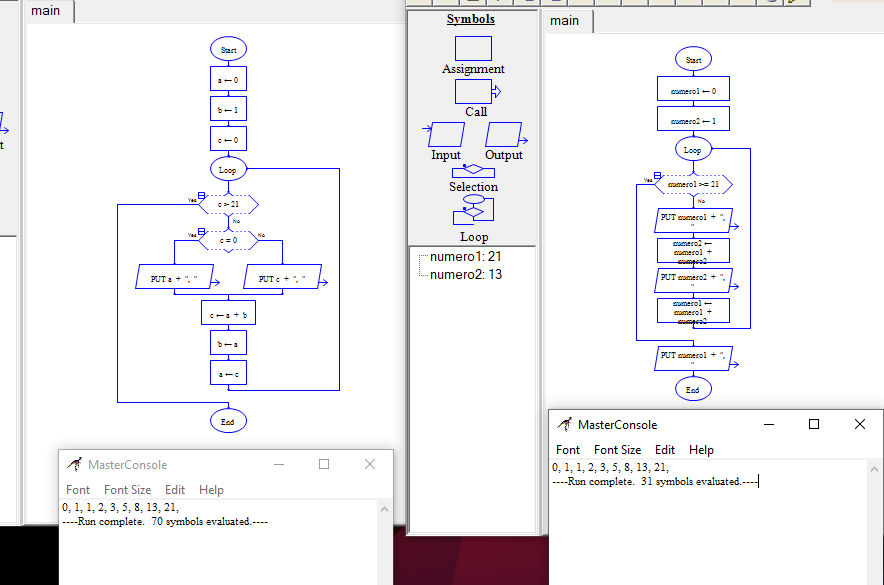 main
Start
a ← 0
b ← 1
c ← 0
Loop
Yes
c > 21
No
Yes
c = 0
No
PUT a + ", "
PUT c + ", "
c ← a + b
b ← a
a ← c
End
MasterConsole
Font Font Size Edit Help
0, 1, 1, 2, 3, 5, 8, 13, 21,
----Run complete.  70 symbols evaluated.----
t
Symbols
Assignment
Call
Input
Output
Selection
Loop
numero1: 21
numero2: 13
main
Start
numero1 ← 0
numero2 ← 1
Loop
Yes
numero1 >= 21
No
PUT numero1 + ",
"
numero2 ←
numero1 +
numero2
PUT numero2 + ",
"
numero1 ←
numero1 +
numero2
PUT numero1 + ",
"
End
MasterConsole
Font Font Size Edit Help
0, 1, 1, 2, 3, 5, 8, 13, 21,
----Run complete.  31 symbols evaluated.----